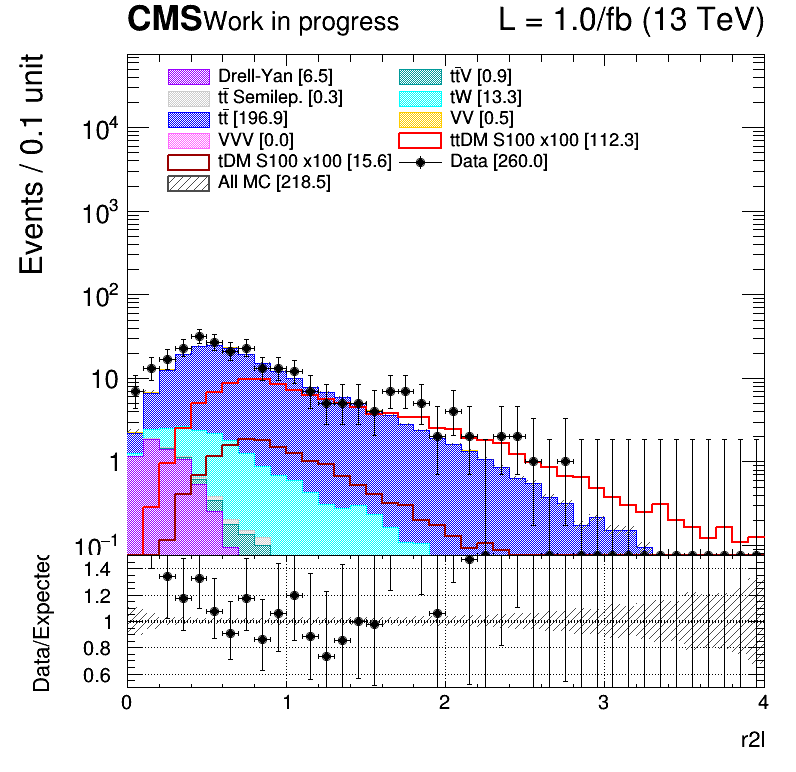 CMS Work in progress L = 1.0/fb (13 TeV)
Events / 0.1 unit
Drell-Yan [6.5] tt̄V [0.9]
tt̄ Semilep. [0.3] tW [13.3]
tt̄ [196.9] VV [0.5]
VVV [0.0] ttDM S100 x100 [112.3]
tDM S100 x100 [15.6] Data [260.0]
All MC [218.5]
10⁴
10³
10²
10
1
10⁻¹
Data/Expected
1.4
1.2
1
0.8
0.6
0 1 2 3 4
r2l